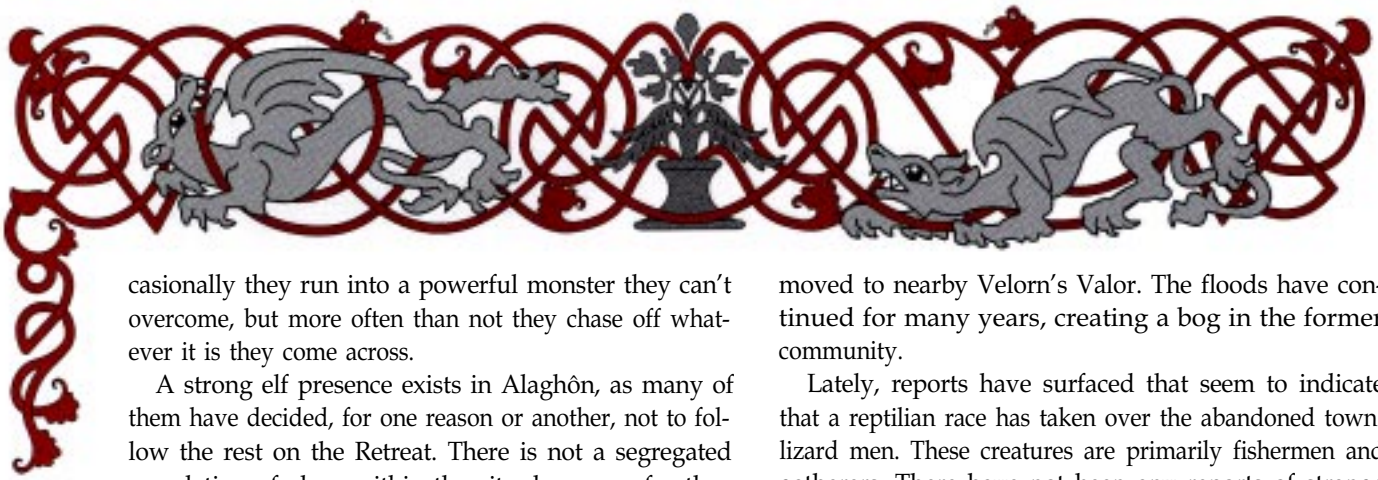 casionally they run into a powerful monster they can't
overcome, but more often than not they chase off what-
ever it is they come across.
A strong elf presence exists in Alaghôn, as many of
them have decided, for one reason or another, not to fol-
low the rest on the Retreat. There is not a segregated
moved to nearby Velorn's Valor. The floods have con-
tinued for many years, creating a bog in the former
community.
Lately, reports have surfaced that seem to indicate
that a reptilian race has taken over the abandoned town
lizard men. These creatures are primarily fishermen and